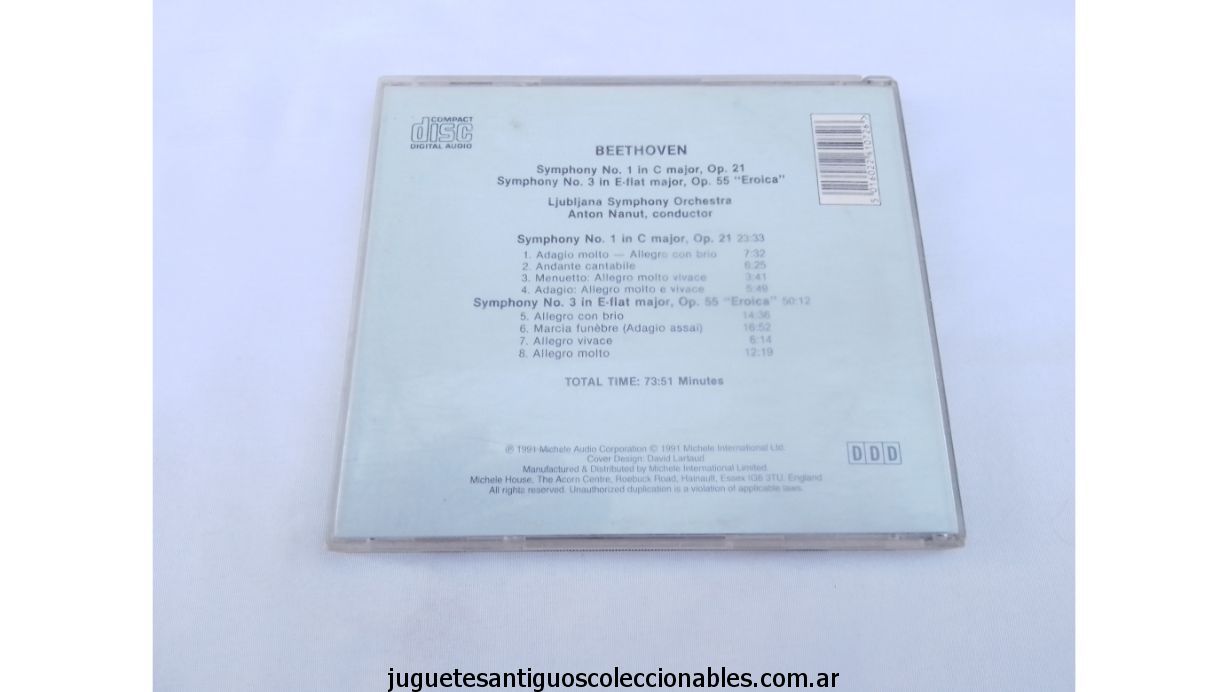 COMPACT
disc
DIGITAL AUDIO
BEETHOVEN
Symphony No. 1 in C major, Op. 21
Symphony No. 3 in E-flat major, Op. 55 "Eroica"
Ljubljana Symphony Orchestra
Anton Nanut, conductor
Symphony No. 1 in C major, Op. 21 23:33
1. Adagio molto — Allegro con brio 7:32
2. Andante cantabile 6:25
3. Menuetto: Allegro molto vivace 3:41
4. Adagio: Allegro molto e vivace 5:49
Symphony No. 3 in E-flat major, Op. 55 "Eroica" 50:12
5. Allegro con brio 14:36
6. Marcia funèbre (Adagio assai) 16:52
7. Allegro vivace 6:14
8. Allegro molto 12:19
TOTAL TIME: 73:51 Minutes
℗ 1991 Michele Audio Corporation © 1991 Michele International Ltd.
Cover Design: David Lartaud
Manufactured & Distributed by Michele International Limited.
Michele House, The Acorn Centre, Roebuck Road, Hainault, Essex IG6 3TU, England
All rights reserved. Unauthorized duplication is a violation of applicable laws.
DDD
juguetesantiguoscoleccionables.com.ar